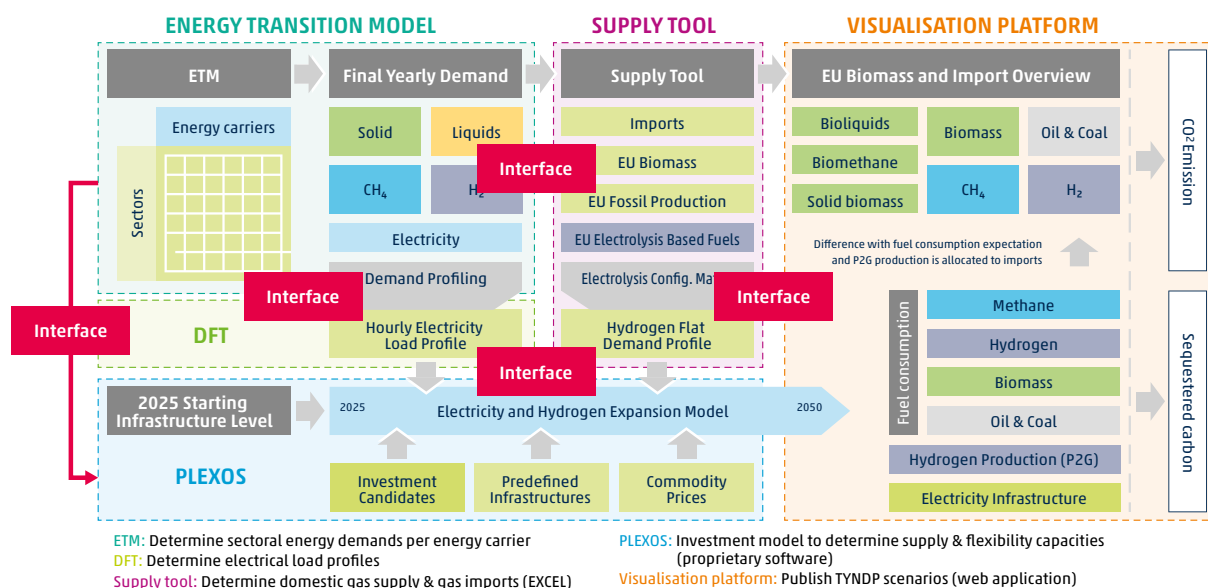 ENERGY TRANSITION MODEL
SUPPLY TOOL
VISUALISATION PLATFORM
ETM
Final Yearly Demand
Supply Tool
EU Biomass and Import Overview
Energy carriers
Sectors
Solid
Liquids
CH₄
H₂
Electricity
Demand Profiling
Interface
Imports
EU Biomass
EU Fossil Production
EU Electrolysis Based Fuels
Electrolysis Config.
Interface
Interface
Interface
Interface
Bioliquids
Biomethane
Solid biomass
Biomass
Oil & Coal
CH₄
H₂
Difference with fuel consumption expectation
and P2G production is allocated to imports
CO² Emission
DFT
Hourly Electricity
Load Profile
Hydrogen Flat
Demand Profile
Fuel consumption
Methane
Hydrogen
Biomass
Oil & Coal
Hydrogen Production (P2G)
Electricity Infrastructure
Sequestered carbon
2025 Starting
Infrastructure Level
2025
Electricity and Hydrogen Expansion Model
2050
PLEXOS
Investment
Candidates
Predefined
Infrastructures
Commodity
Prices
ETM: Determine sectoral energy demands per energy carrier
DFT: Determine electrical load profiles
Supply tool: Determine domestic gas supply & gas imports (EXCEL)
PLEXOS: Investment model to determine supply & flexibility capacities
(proprietary software)
Visualisation platform: Publish TYNDP scenarios (web application)